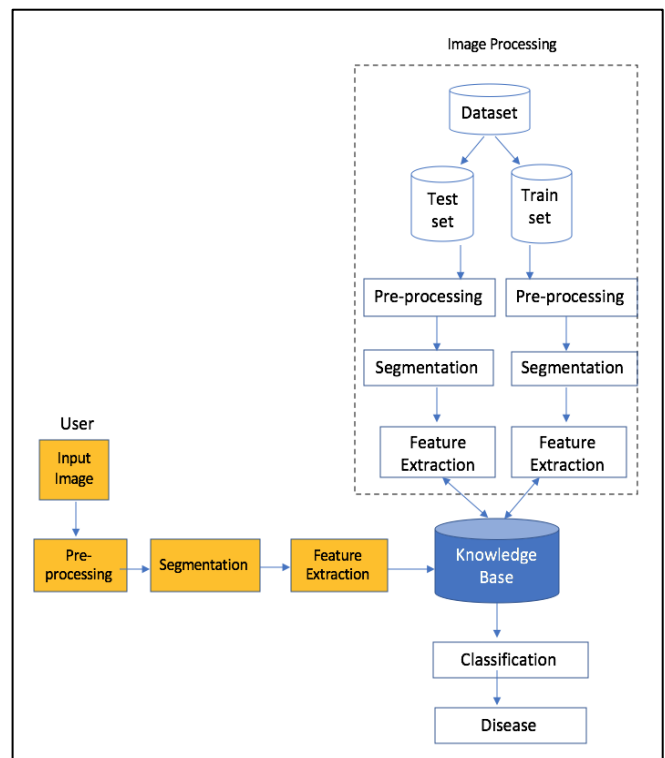 Image Processing
Dataset
Test
set
Train
set
Pre-processing
Pre-processing
Segmentation
Segmentation
Feature
Extraction
Feature
Extraction
User
Input
Image
Pre-
processing
Segmentation
Feature
Extraction
Knowledge
Base
Classification
Disease